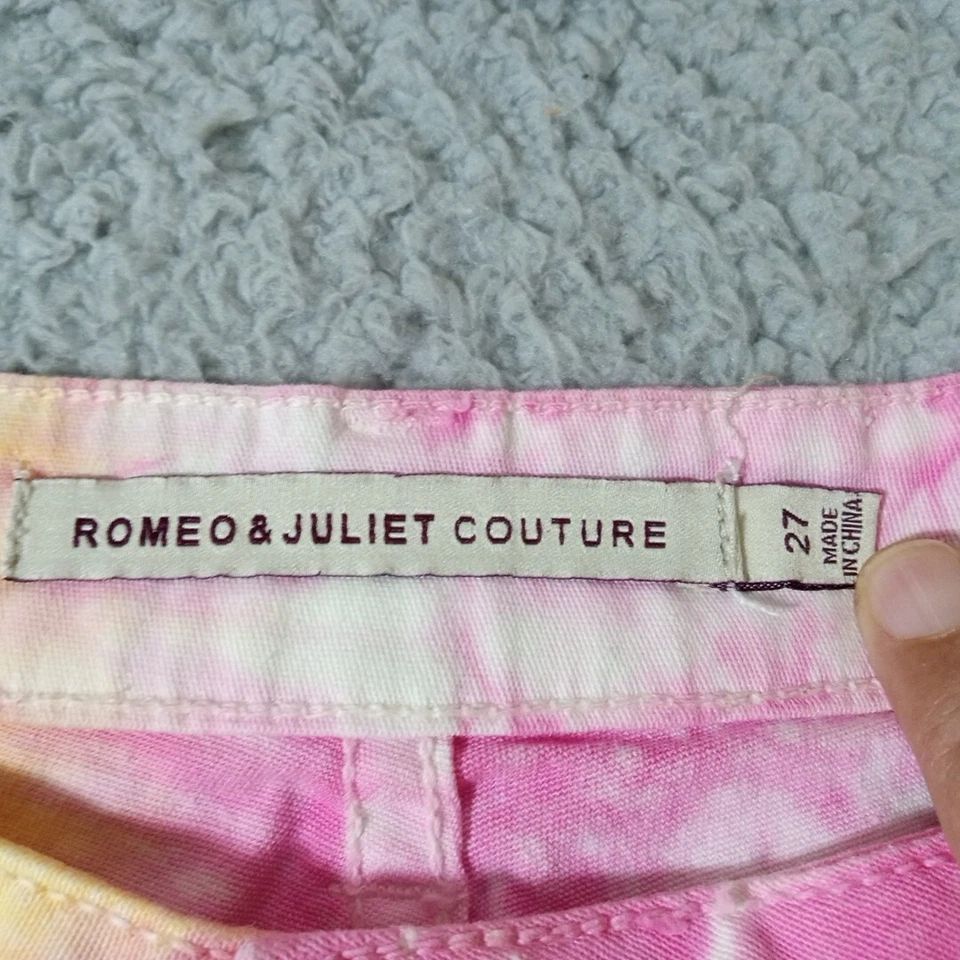 ROMEO & JULIET COUTURE
27
MADE
IN CHINA